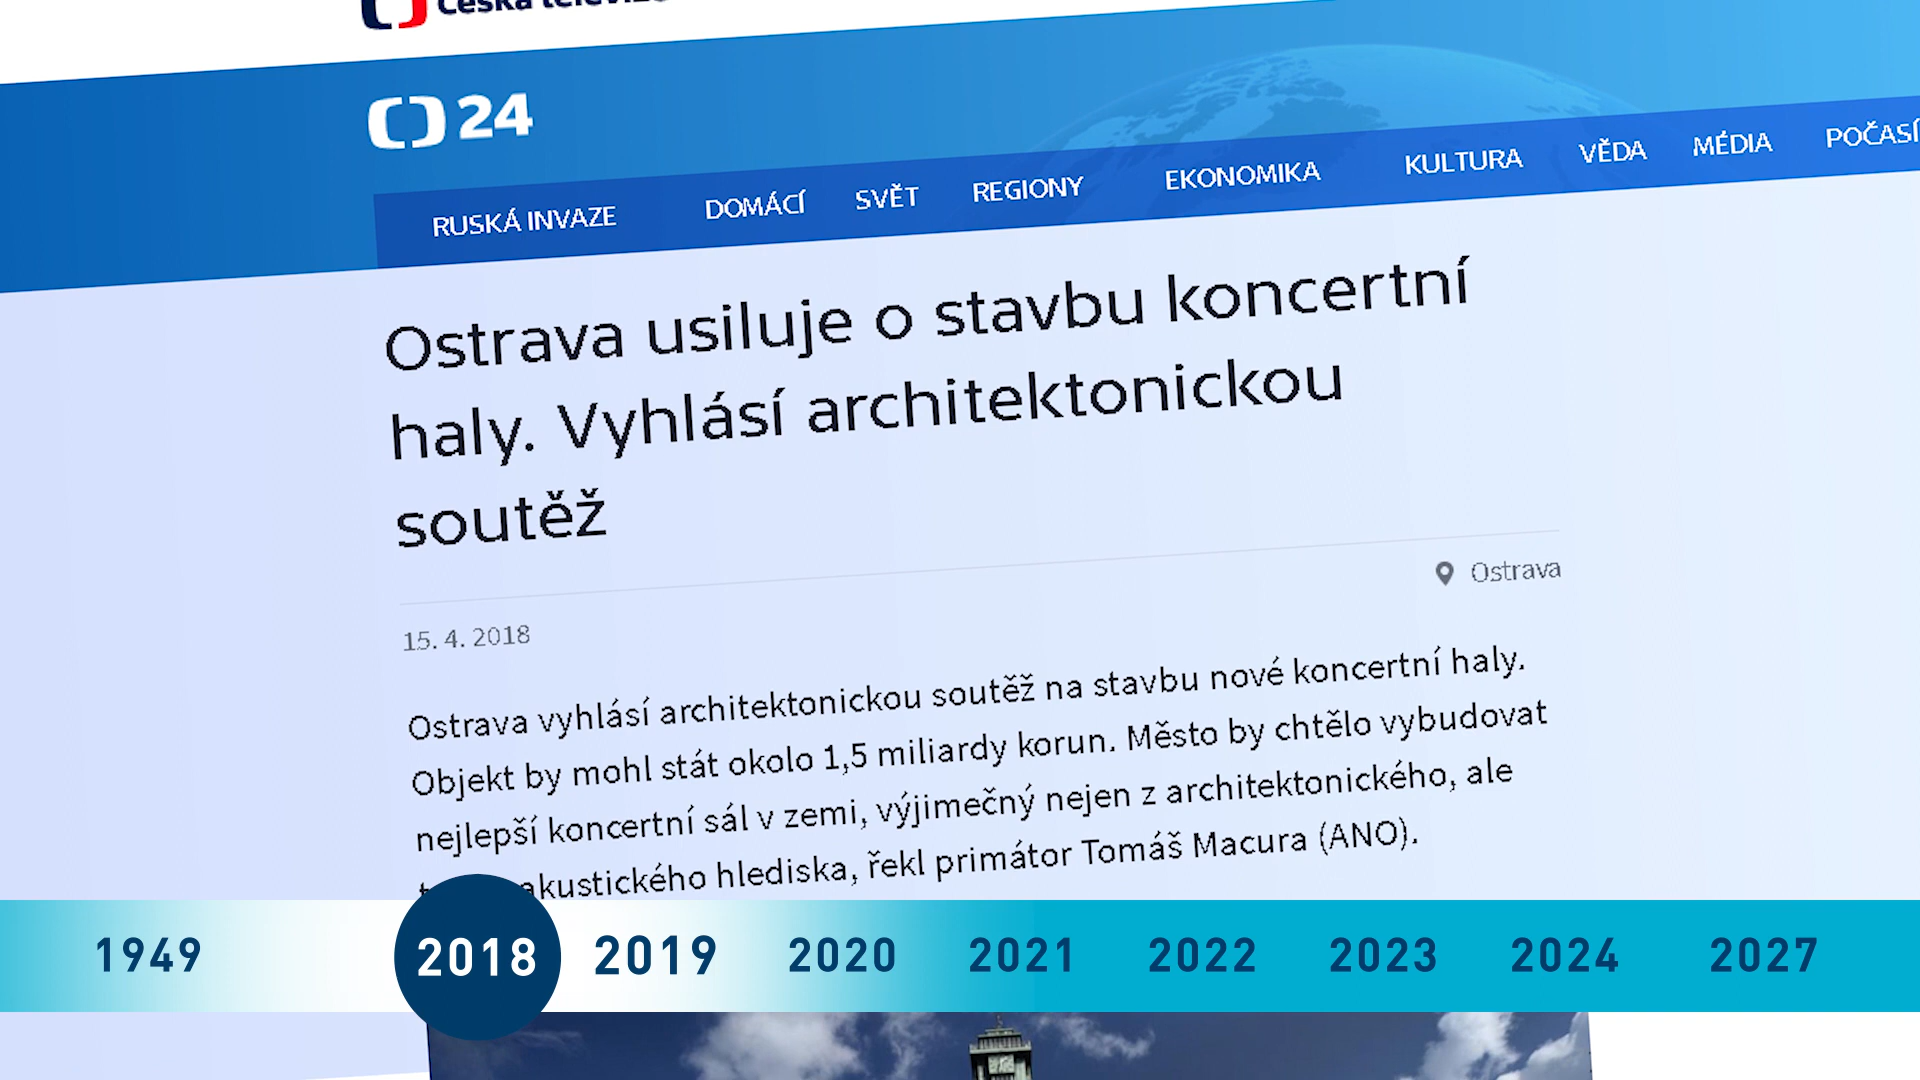 Česká televize
24
RUSKÁ INVAZE DOMÁCÍ SVĚT REGIONY EKONOMIKA KULTURA VĚDA MÉDIA POČASÍ
Ostrava usiluje o stavbu koncertní
haly. Vyhlásí architektonickou
soutěž
Ostrava
15. 4. 2018
Ostrava vyhlásí architektonickou soutěž na stavbu nové koncertní haly.
Objekt by mohl stát okolo 1,5 miliardy korun. Město by chtělo vybudovat
nejlepší koncertní sál v zemi, výjimečný nejen z architektonického, ale
akustického hlediska, řekl primátor Tomáš Macura (ANO).
1949 2018 2019 2020 2021 2022 2023 2024 2027